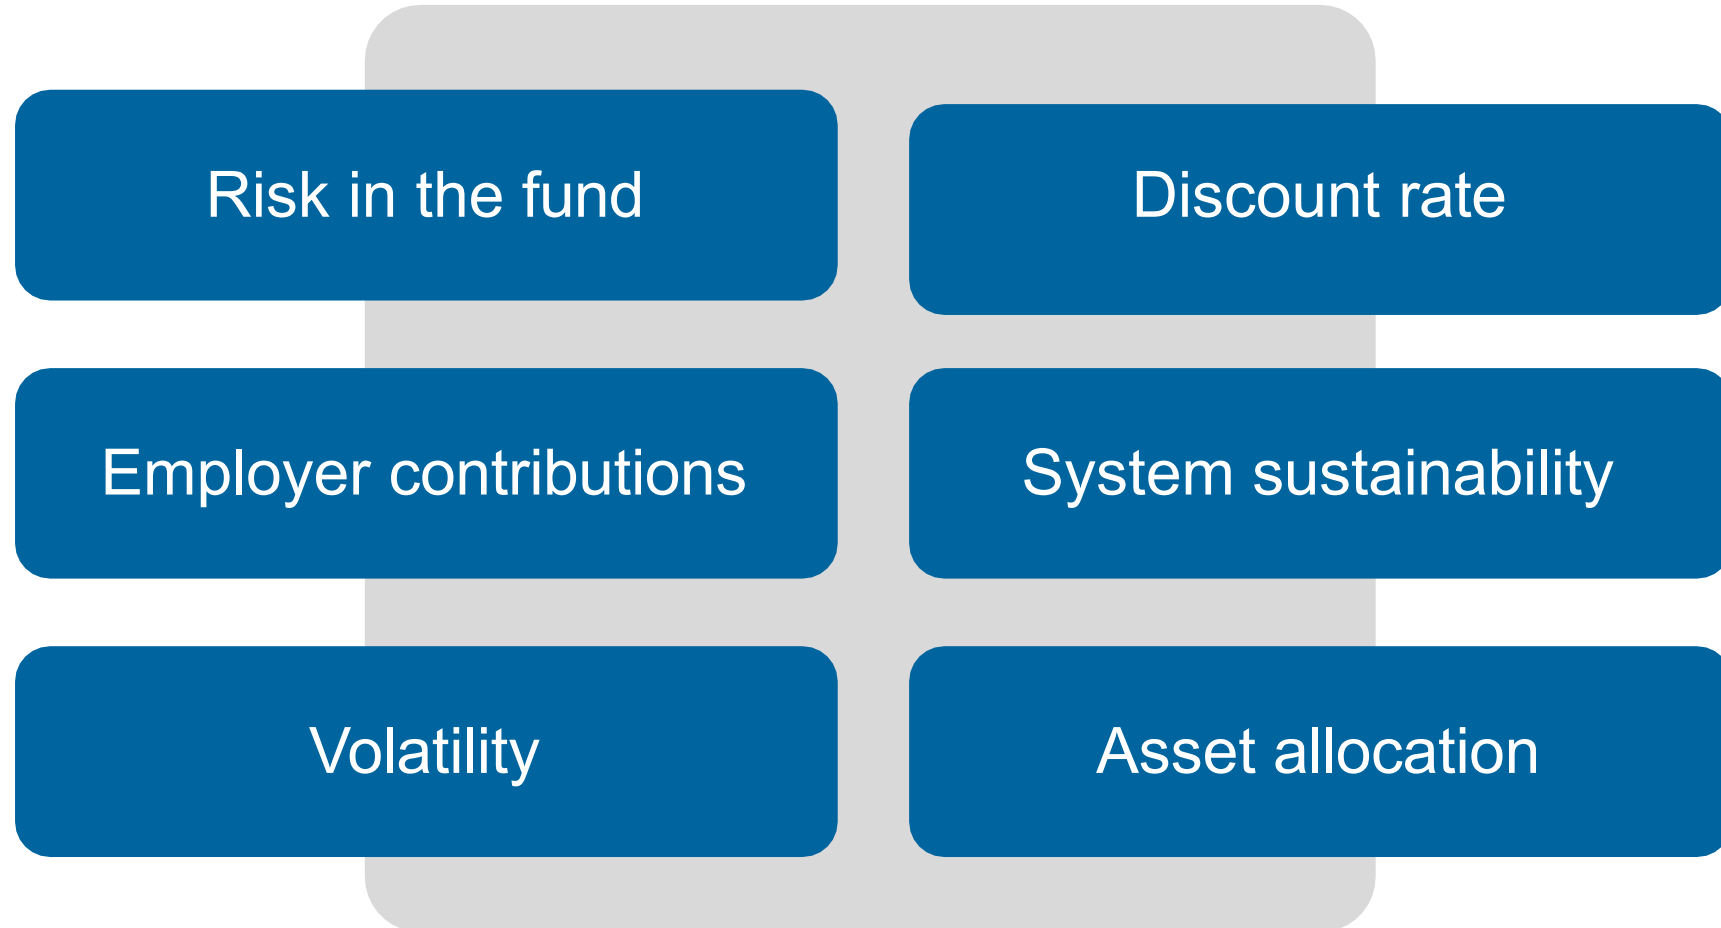 Risk in the fund
Discount rate
Employer contributions
System sustainability
Volatility
Asset allocation